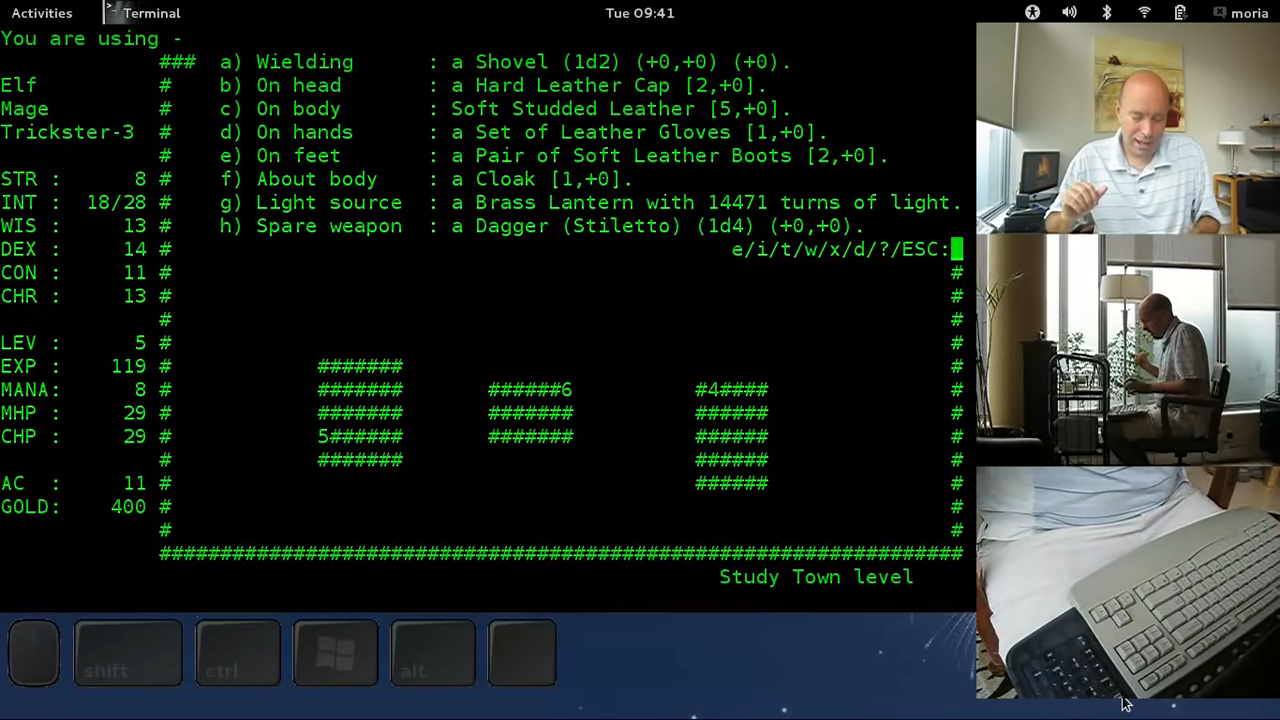 Activities Terminal Tue 09:41 moria
You are using -
### a) Wielding : a Shovel (1d2) (+0,+0) (+0).
Elf # b) On head : a Hard Leather Cap [2,+0].
Mage # c) On body : Soft Studded Leather [5,+0].
Trickster-3 # d) On hands : a Set of Leather Gloves [1,+0].
# e) On feet : a Pair of Soft Leather Boots [2,+0].
STR : 8 # f) About body : a Cloak [1,+0].
INT : 18/28 # g) Light source : a Brass Lantern with 14471 turns of light.
WIS : 13 # h) Spare weapon : a Dagger (Stiletto) (1d4) (+0,+0).
DEX : 14 # e/i/t/w/x/d/?/ESC:
CON : 11 # #
CHR : 13 # #
# #
LEV : 5 # #
EXP : 119 # ####### #
MANA: 8 # ####### ######6 #4#### #
MHP : 29 # ####### ####### ###### #
CHP : 29 # 5###### ####### ###### #
# ####### ###### #
AC : 11 # ###### #
GOLD: 400 # #
# #
##################################################################
Study Town level
shift ctrl alt